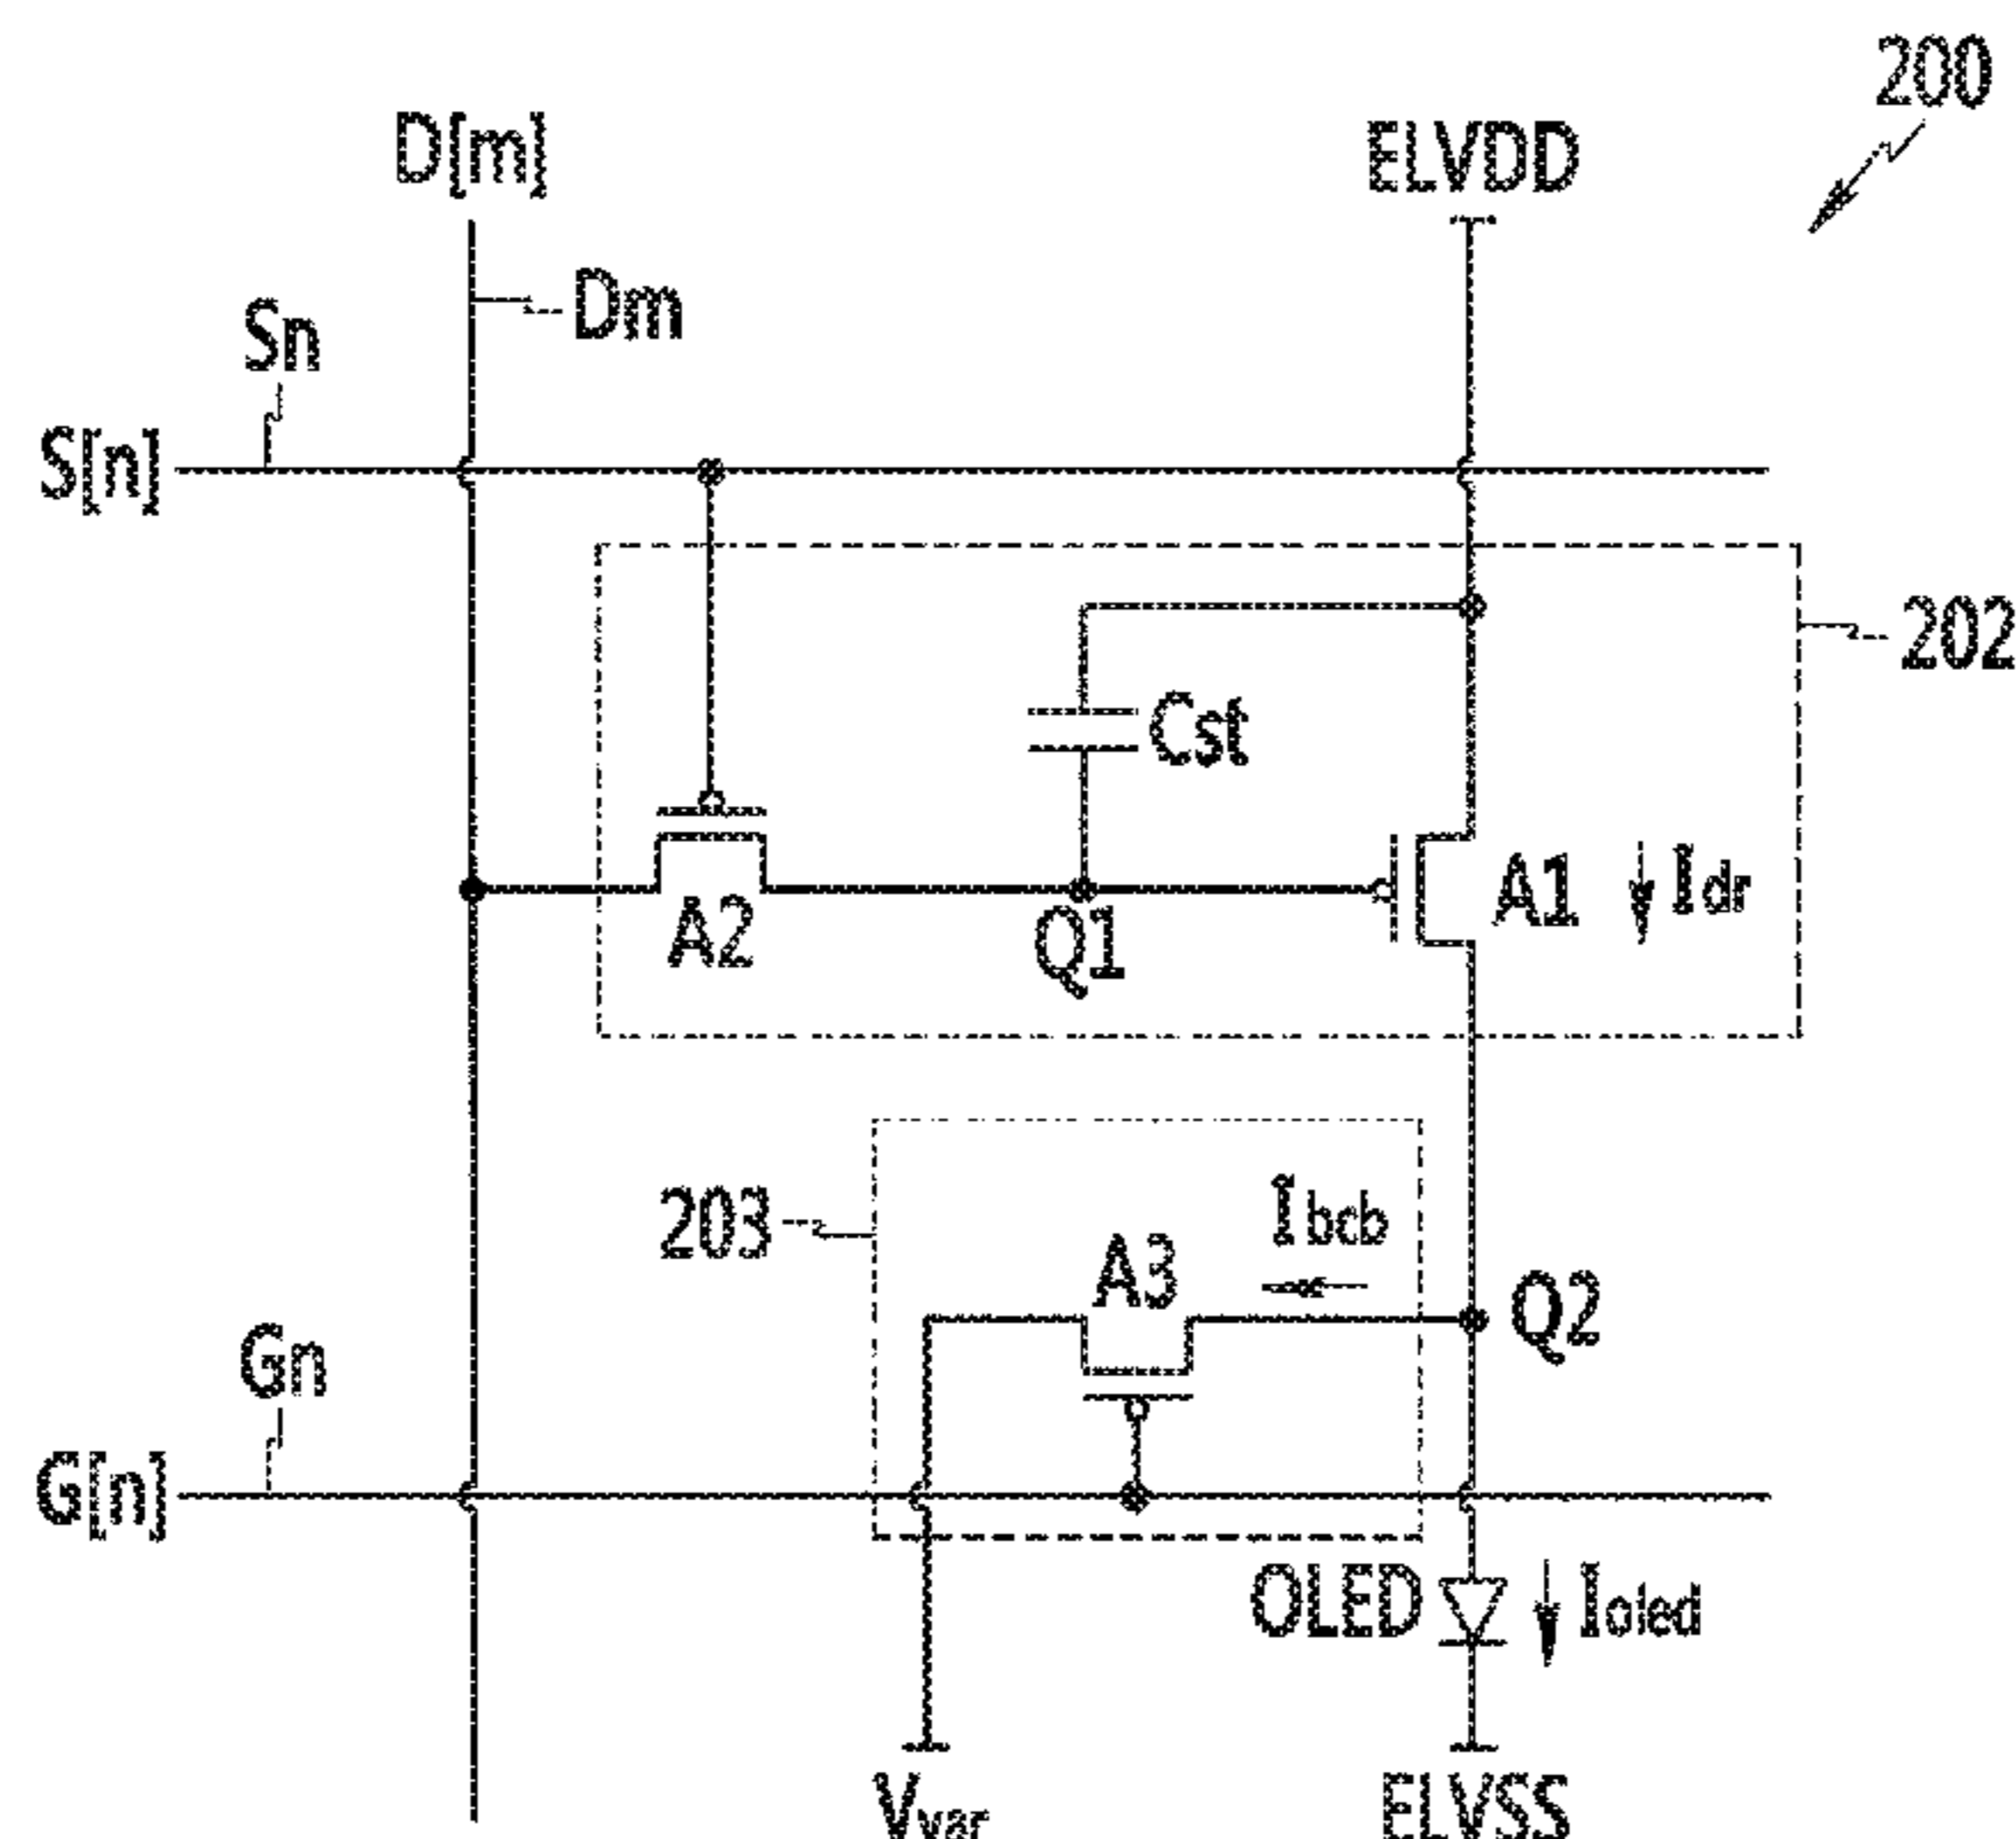 200
D[m]
ELVDD
Dm
Sn
S[n]
202
Cst
A2
Q1
A1
Idr
203
Ibcb
A3
Q2
Gn
G[n]
OLED
Ioled
Vvar
ELVSS